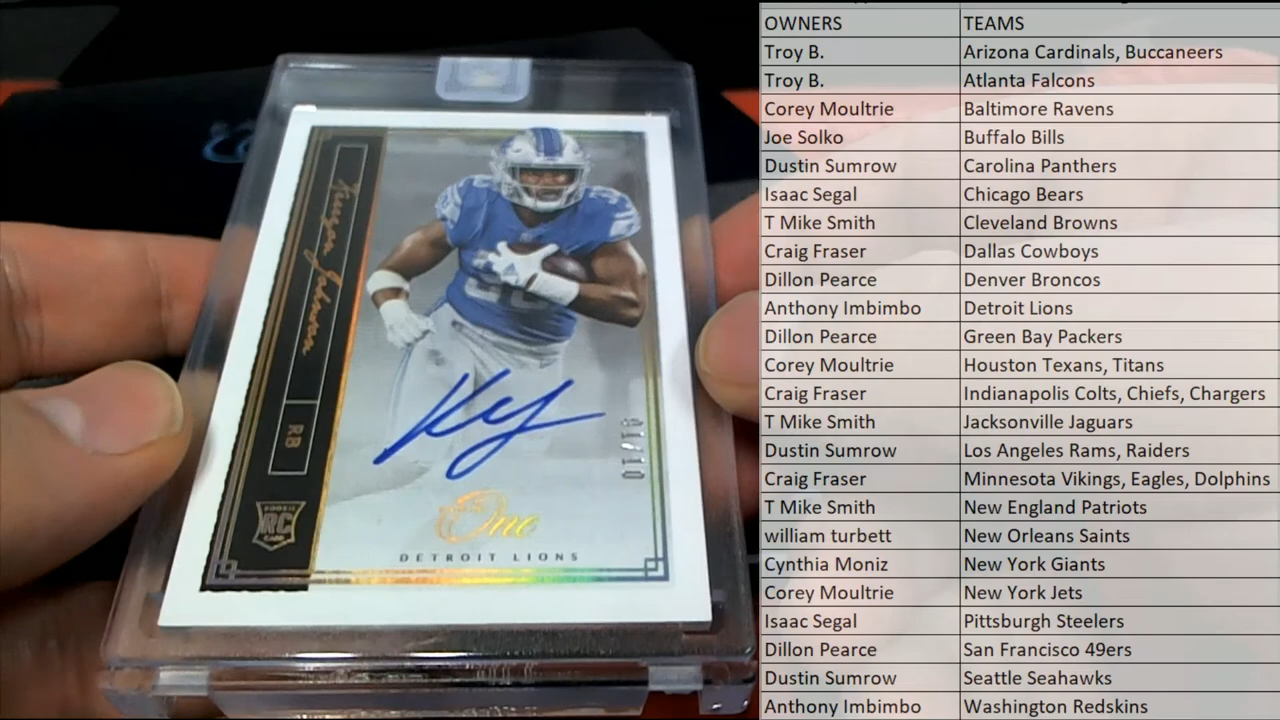 Kerryon Johnson
RB
ROOKIE
RC
CARD
One
DETROIT LIONS
OWNERS TEAMS
Troy B. Arizona Cardinals, Buccaneers
Troy B. Atlanta Falcons
Corey Moultrie Baltimore Ravens
Joe Solko Buffalo Bills
Dustin Sumrow Carolina Panthers
Isaac Segal Chicago Bears
T Mike Smith Cleveland Browns
Craig Fraser Dallas Cowboys
Dillon Pearce Denver Broncos
Anthony Imbimbo Detroit Lions
Dillon Pearce Green Bay Packers
Corey Moultrie Houston Texans, Titans
Craig Fraser Indianapolis Colts, Chiefs, Chargers
T Mike Smith Jacksonville Jaguars
Dustin Sumrow Los Angeles Rams, Raiders
Craig Fraser Minnesota Vikings, Eagles, Dolphins
T Mike Smith New England Patriots
william turbett New Orleans Saints
Cynthia Moniz New York Giants
Corey Moultrie New York Jets
Isaac Segal Pittsburgh Steelers
Dillon Pearce San Francisco 49ers
Dustin Sumrow Seattle Seahawks
Anthony Imbimbo Washington Redskins